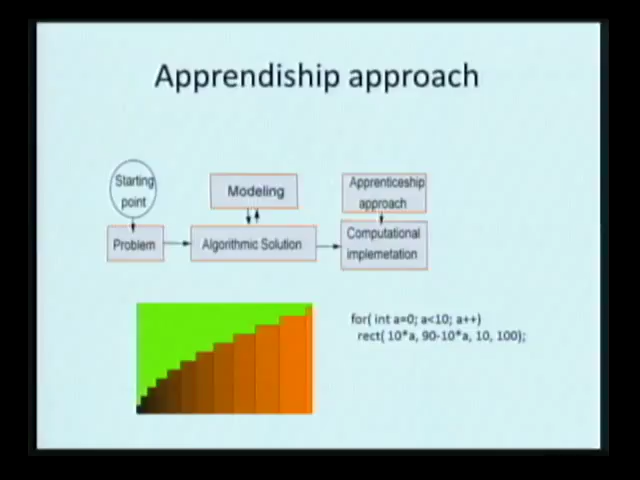 Apprendiship approach
Starting
point
Modeling
Apprenticeship
approach
Problem
Algorithmic Solution
Computational
implemetation
for( int a=0; a<10; a++)
rect( 10*a, 90-10*a, 10, 100);